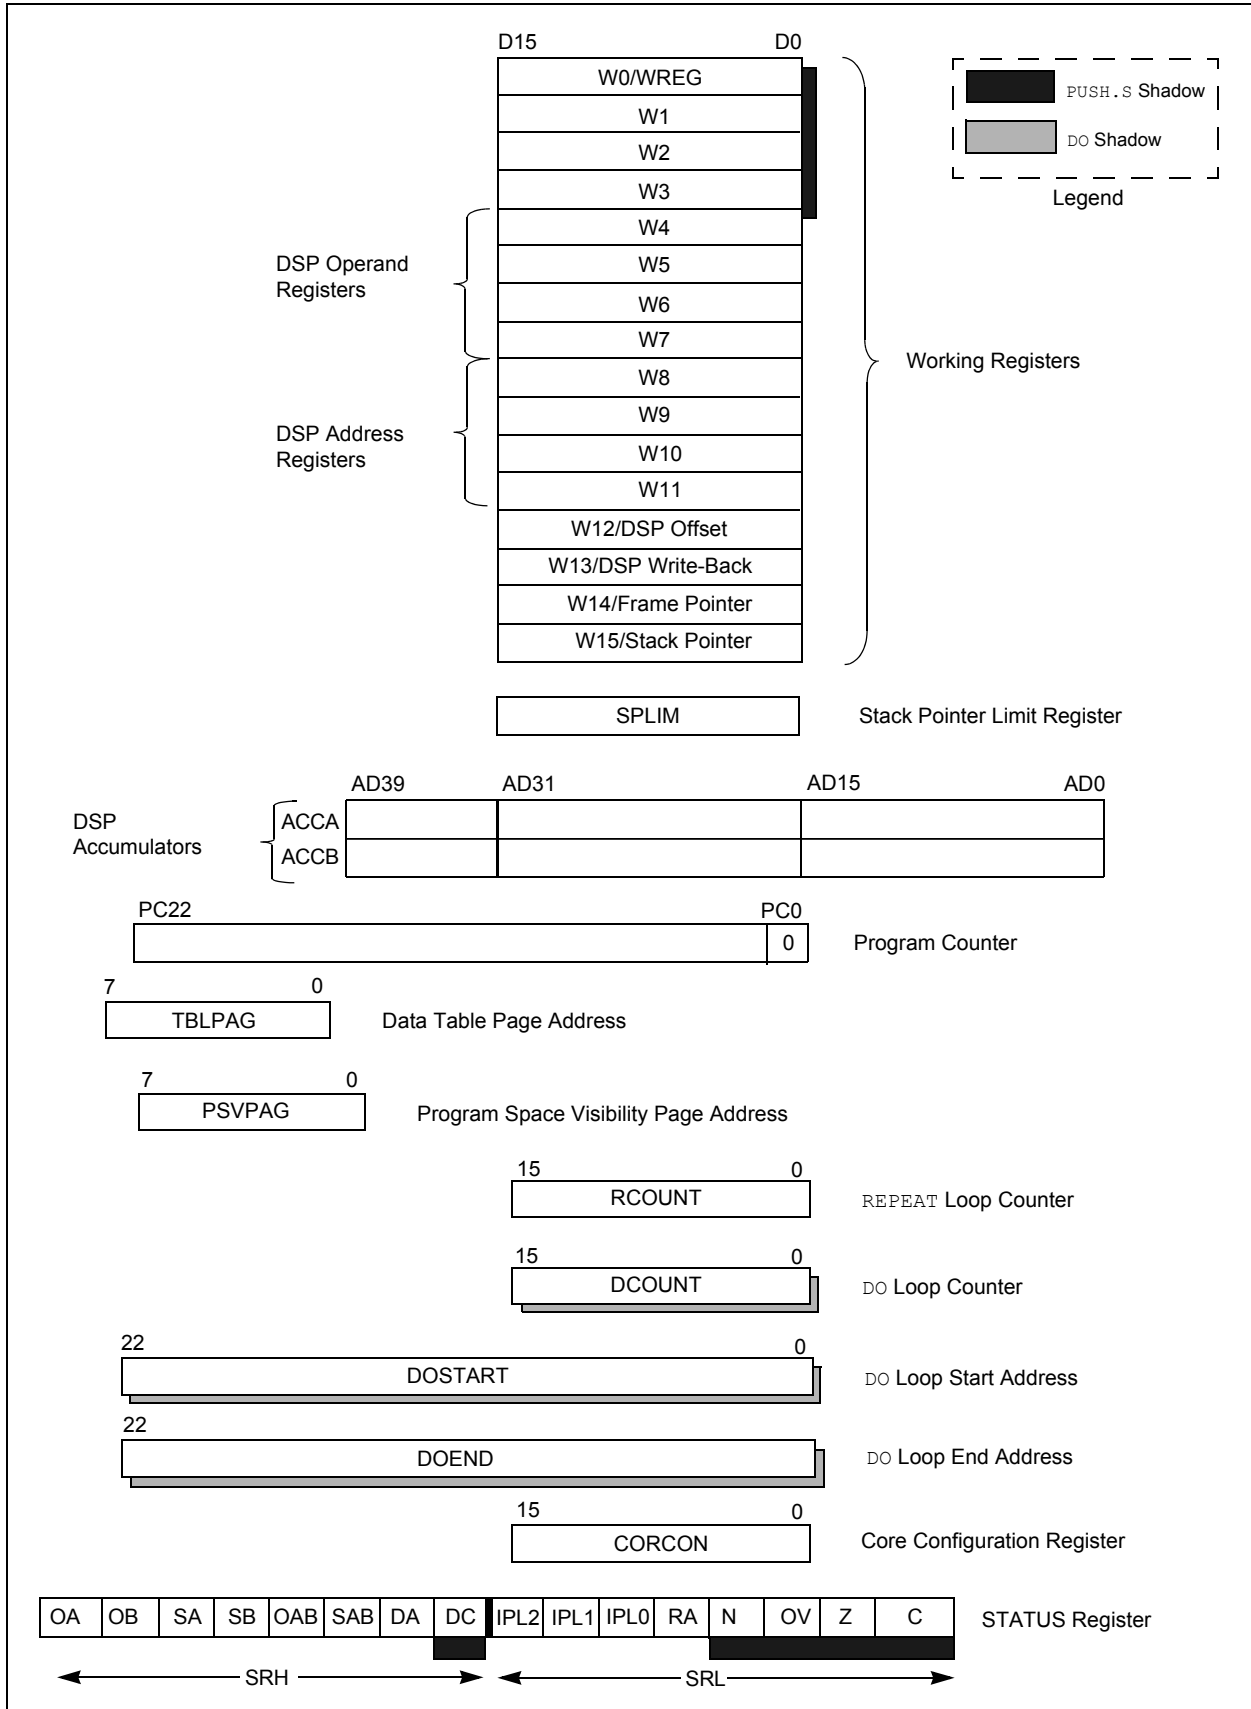 D15 D0
W0/WREG
W1
W2
W3
W4
W5
W6
W7
W8
W9
W10
W11
W12/DSP Offset
W13/DSP Write-Back
W14/Frame Pointer
W15/Stack Pointer
PUSH.S Shadow
DO Shadow
Legend
DSP Operand
Registers
DSP Address
Registers
Working Registers
SPLIM Stack Pointer Limit Register
AD39 AD31 AD15 AD0
DSP
Accumulators
ACCA
ACCB
PC22 PC0
0 Program Counter
7 0
TBLPAG Data Table Page Address
7 0
PSVPAG Program Space Visibility Page Address
15 0
RCOUNT REPEAT Loop Counter
15 0
DCOUNT DO Loop Counter
22 0
DOSTART DO Loop Start Address
22
DOEND DO Loop End Address
15 0
CORCON Core Configuration Register
OA OB SA SB OAB SAB DA DC IPL2 IPL1 IPL0 RA N OV Z C STATUS Register
SRH SRL